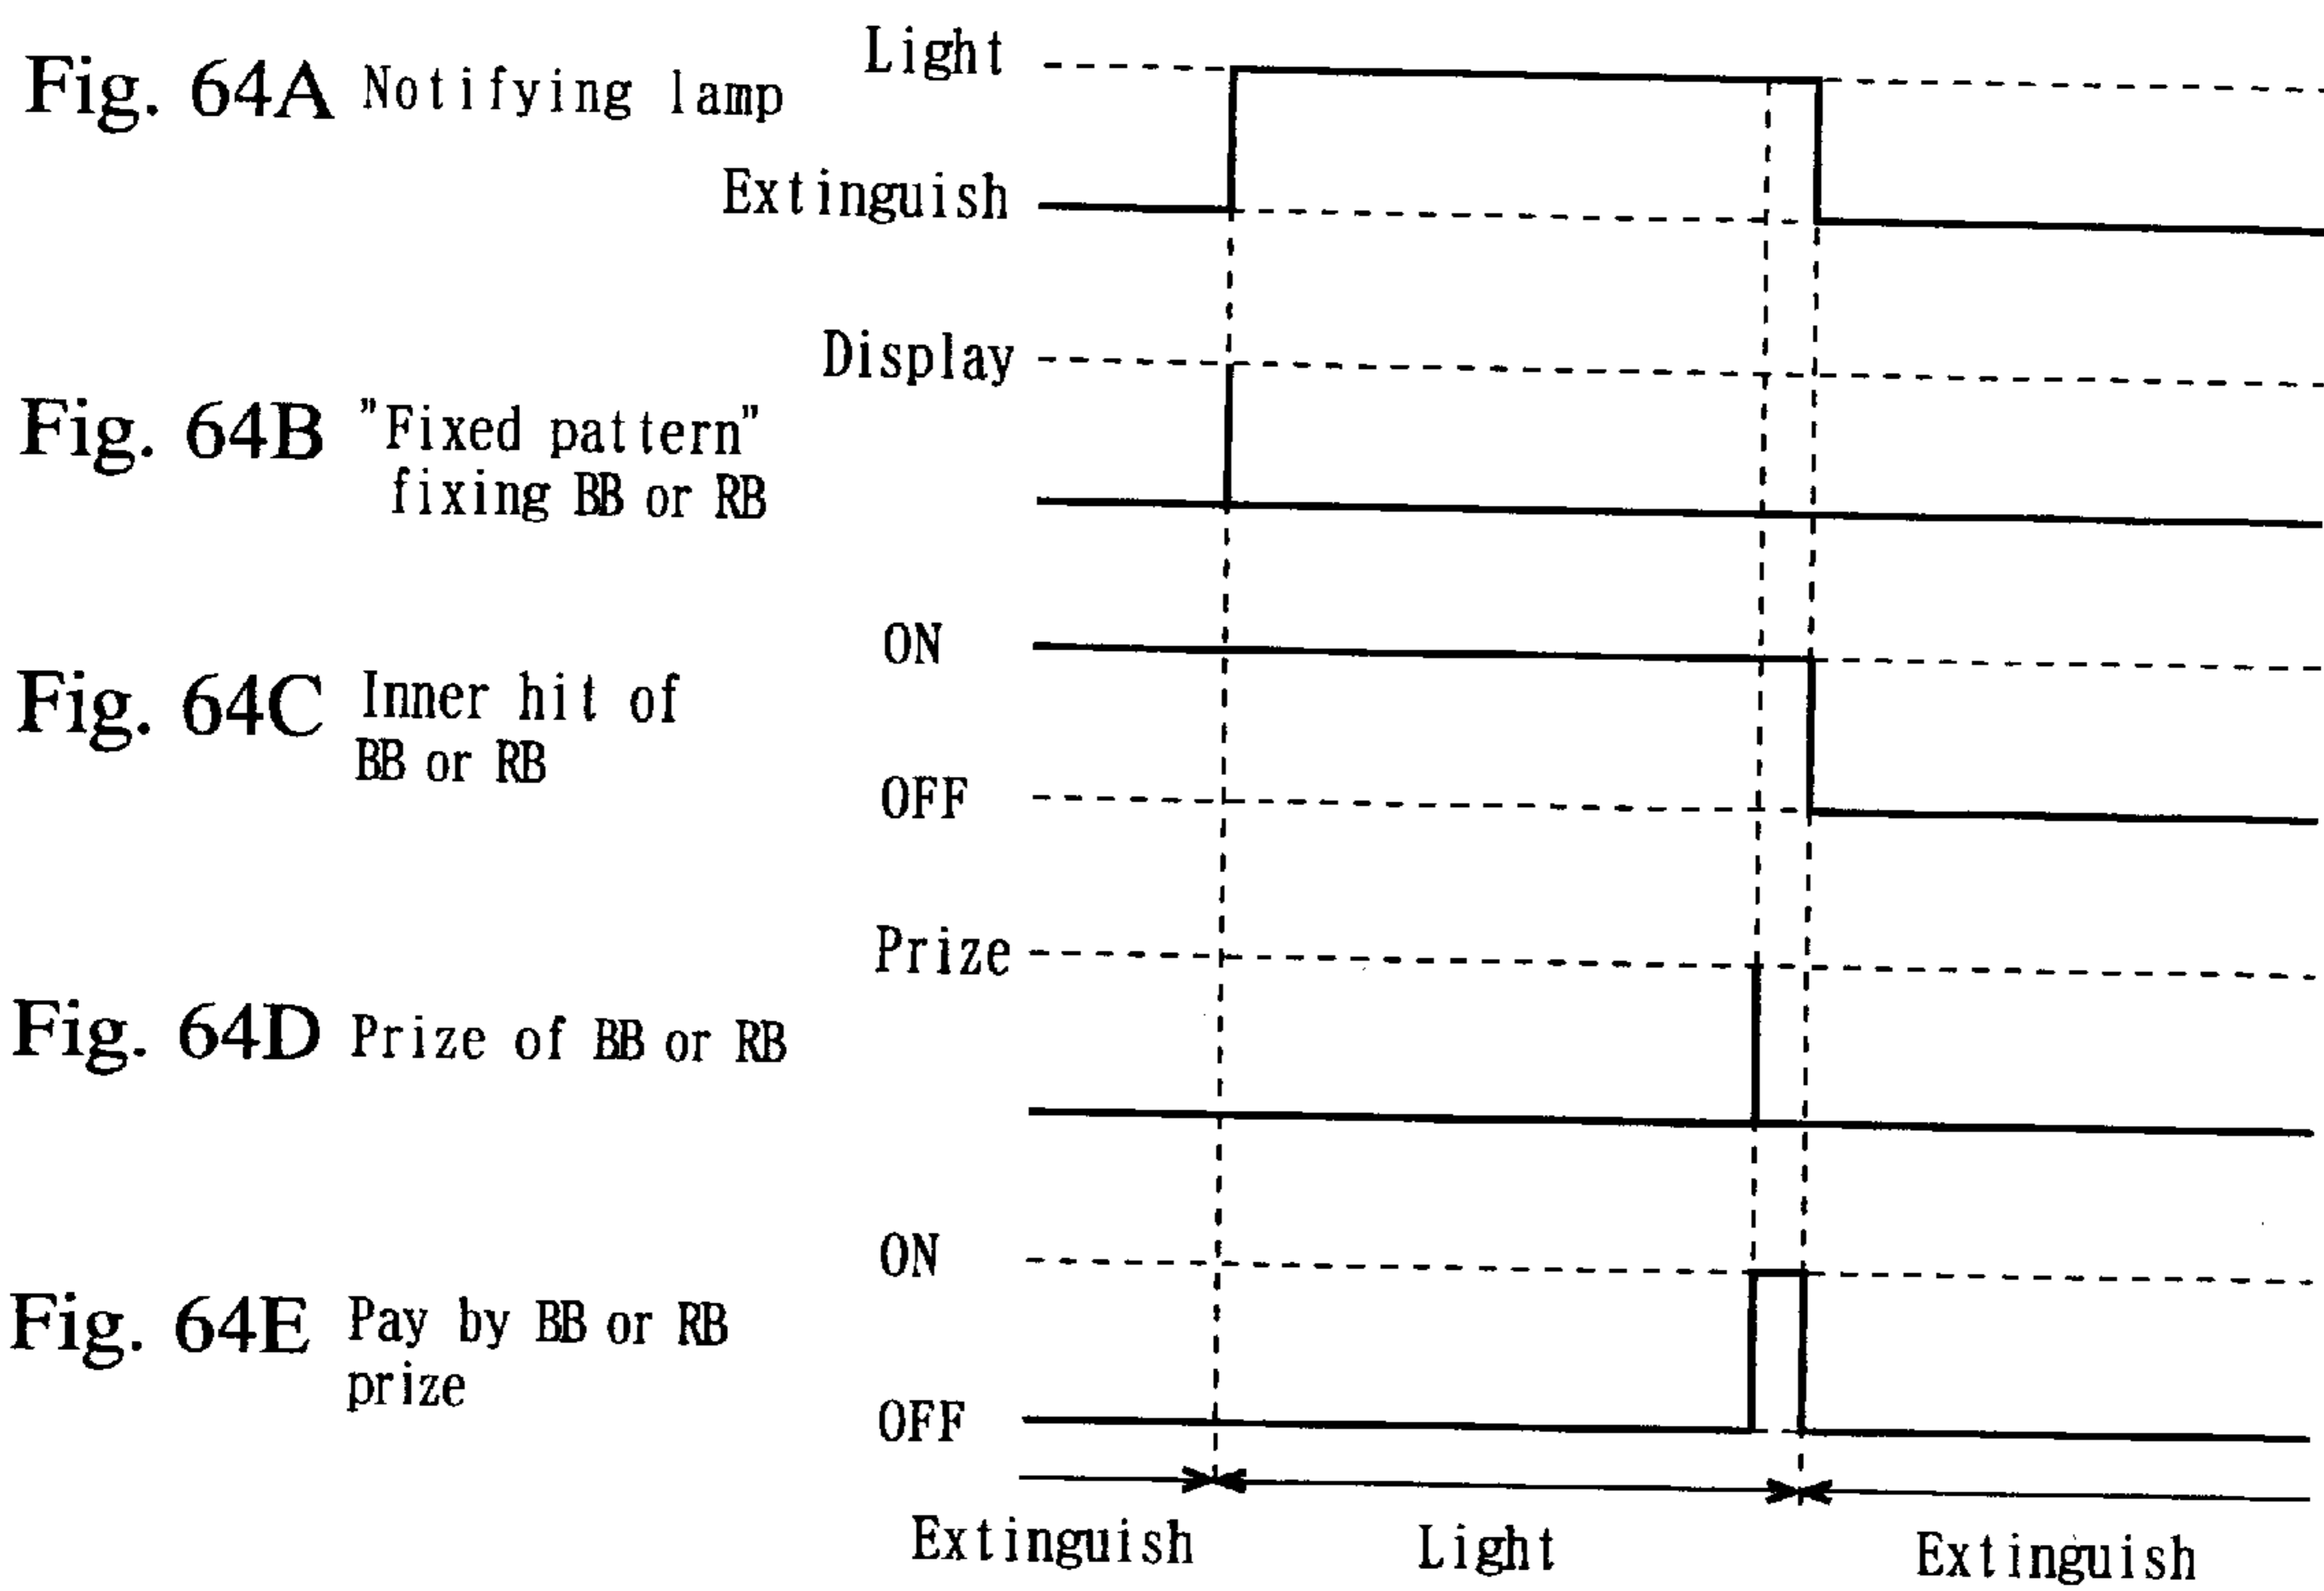 Fig. 64A Notifying lamp
Light
Extinguish
Fig. 64B "Fixed pattern"
fixing BB or RB
Display
Fig. 64C Inner hit of
BB or RB
ON
OFF
Fig. 64D Prize of BB or RB
Prize
Fig. 64E Pay by BB or RB
prize
ON
OFF
Extinguish Light Extinguish